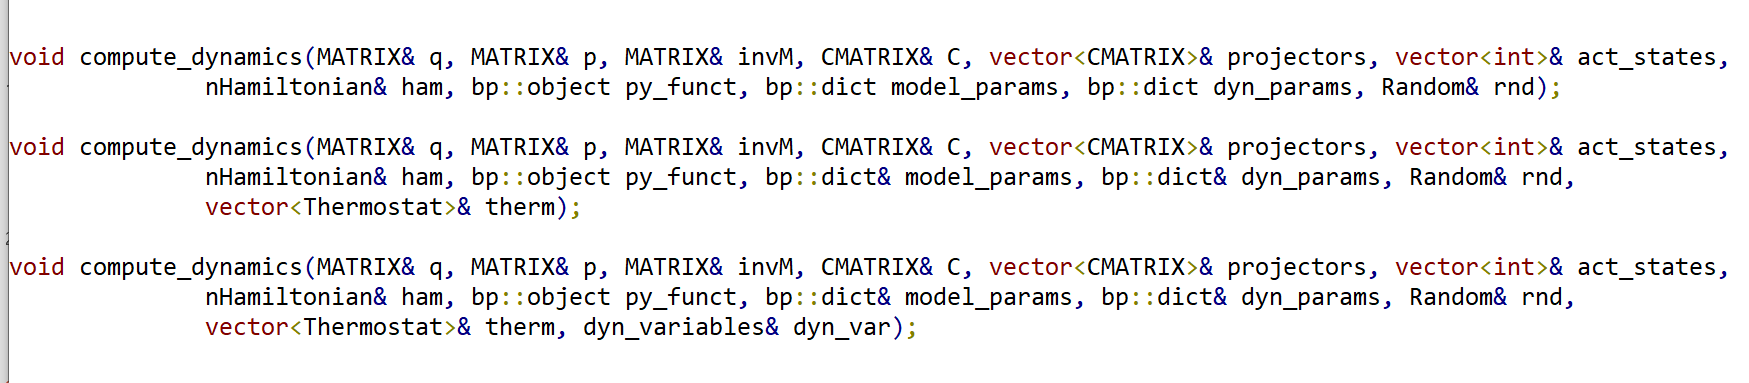 void compute_dynamics(MATRIX& q, MATRIX& p, MATRIX& invM, CMATRIX& C, vector<CMATRIX>& projectors, vector<int>& act_states,
nHamiltonian& ham, bp::object py_funct, bp::dict model_params, bp::dict dyn_params, Random& rnd);
void compute_dynamics(MATRIX& q, MATRIX& p, MATRIX& invM, CMATRIX& C, vector<CMATRIX>& projectors, vector<int>& act_states,
nHamiltonian& ham, bp::object py_funct, bp::dict& model_params, bp::dict& dyn_params, Random& rnd,
vector<Thermostat>& therm);
void compute_dynamics(MATRIX& q, MATRIX& p, MATRIX& invM, CMATRIX& C, vector<CMATRIX>& projectors, vector<int>& act_states,
nHamiltonian& ham, bp::object py_funct, bp::dict& model_params, bp::dict& dyn_params, Random& rnd,
vector<Thermostat>& therm, dyn_variables& dyn_var);